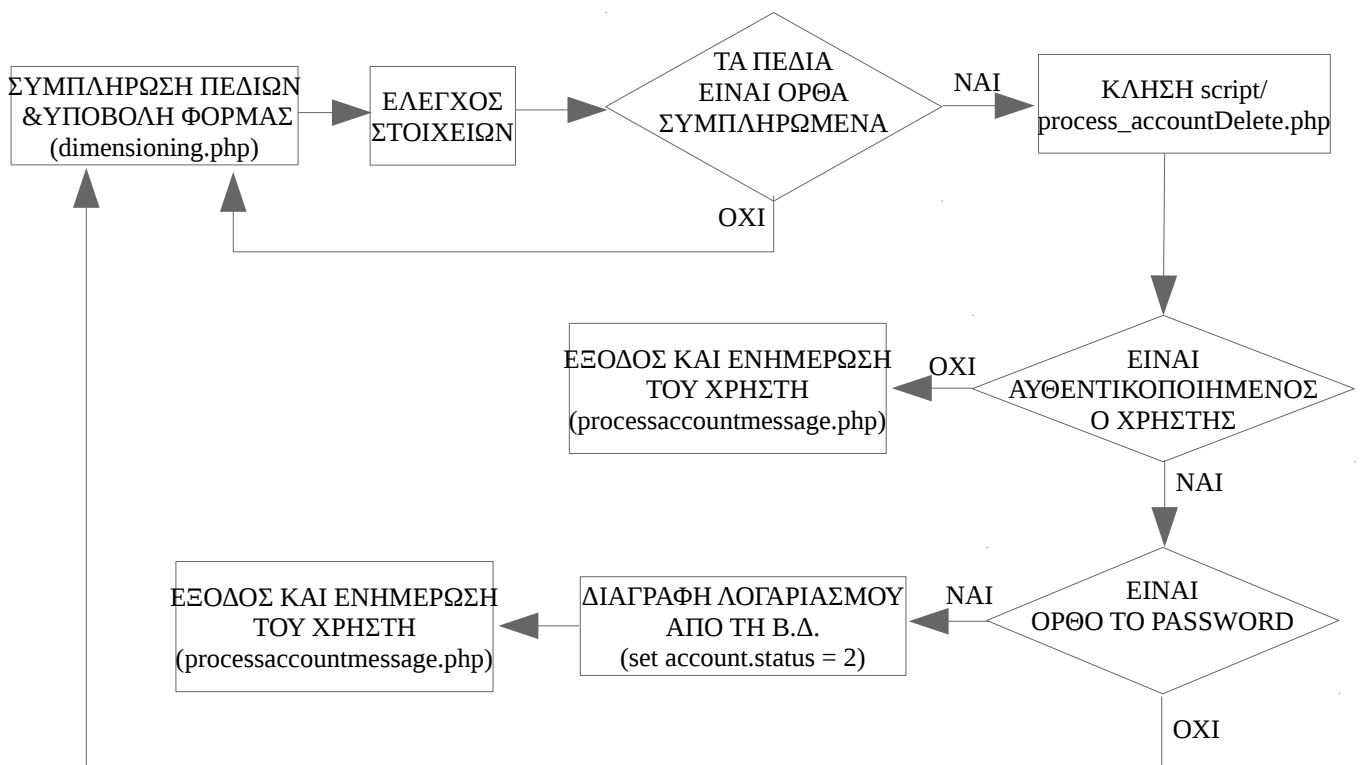 ΣΥΜΠΛΗΡΩΣΗ ΠΕΔΙΩΝ
&ΥΠΟΒΟΛΗ ΦΟΡΜΑΣ
(dimensioning.php)
ΕΛΕΓΧΟΣ
ΣΤΟΙΧΕΙΩΝ
ΤΑ ΠΕΔΙΑ
ΕΙΝΑΙ ΟΡΘΑ
ΣΥΜΠΛΗΡΩΜΕΝΑ
ΝΑΙ
ΚΛΗΣΗ script/
process_accountDelete.php
ΟΧΙ
ΕΞΟΔΟΣ ΚΑΙ ΕΝΗΜΕΡΩΣΗ
ΤΟΥ ΧΡΗΣΤΗ
(processaccountmessage.php)
ΟΧΙ
ΕΙΝΑΙ
ΑΥΘΕΝΤΙΚΟΠΟΙΗΜΕΝΟΣ
Ο ΧΡΗΣΤΗΣ
ΝΑΙ
ΕΞΟΔΟΣ ΚΑΙ ΕΝΗΜΕΡΩΣΗ
ΤΟΥ ΧΡΗΣΤΗ
(processaccountmessage.php)
ΔΙΑΓΡΑΦΗ ΛΟΓΑΡΙΑΣΜΟΥ
ΑΠΟ ΤΗ Β.Δ.
(set account.status = 2)
ΝΑΙ
ΕΙΝΑΙ
ΟΡΘΟ ΤΟ PASSWORD
ΟΧΙ